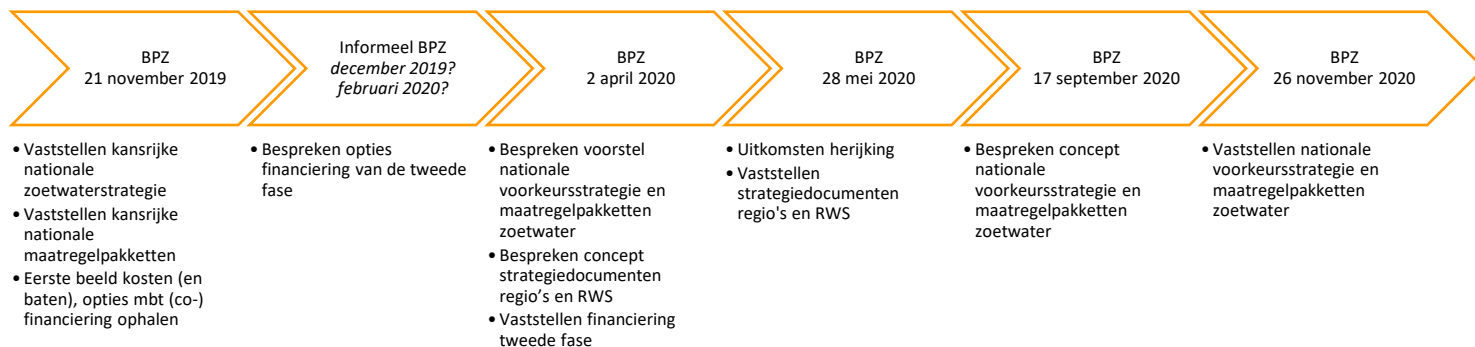 BPZ
21 november 2019
Informeel BPZ
december 2019?
februari 2020?
BPZ
2 april 2020
BPZ
28 mei 2020
BPZ
17 september 2020
BPZ
26 november 2020
• Vaststellen kansrijke
nationale
zoetwaterstrategie
• Vaststellen kansrijke
nationale
maatregelpakketten
• Eerste beeld kosten (en
baten), opties mbt (co-)
financiering ophalen
• Bespreken opties
financiering van de tweede
fase
• Bespreken voorstel
nationale
voorkeursstrategie en
maatregelpakketten
zoetwater
• Bespreken concept
strategiedocumenten
regio’s en RWS
• Vaststellen financiering
tweede fase
• Uitkomsten herijking
• Vaststellen
strategiedocumenten
regio's en RWS
• Bespreken concept
nationale
voorkeursstrategie en
maatregelpakketten
zoetwater
• Vaststellen nationale
voorkeursstrategie en
maatregelpakketten
zoetwater